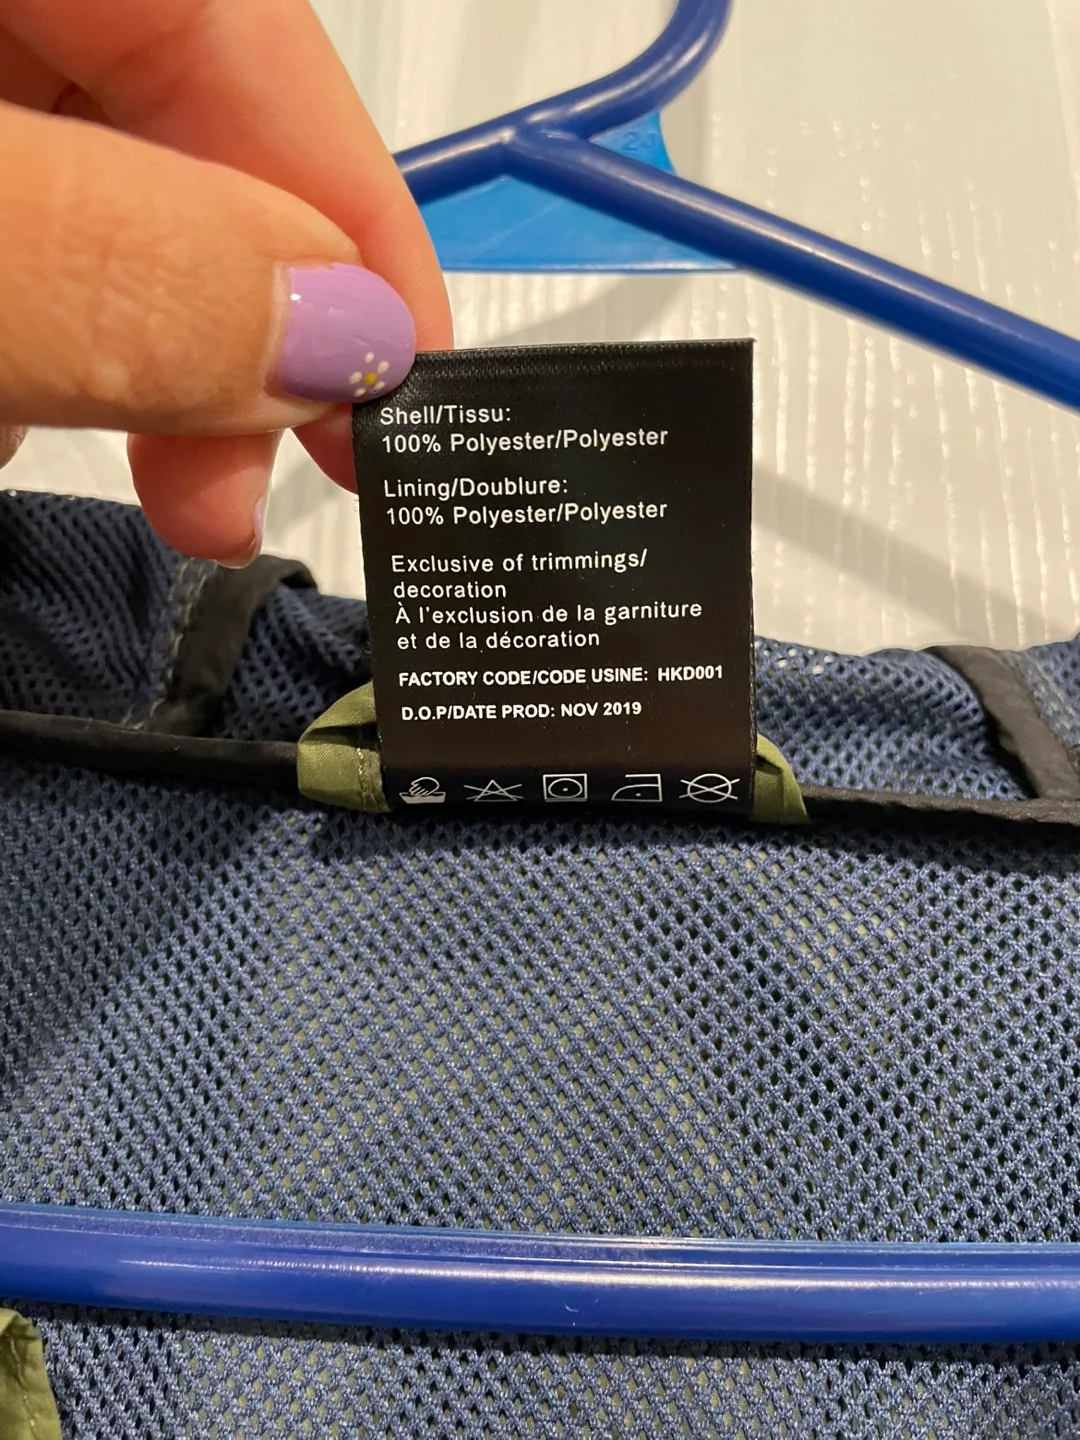 Shell/Tissu:
100% Polyester/Polyester
Lining/Doublure:
100% Polyester/Polyester
Exclusive of trimmings/
decoration
À l'exclusion de la garniture
et de la décoration
FACTORY CODE/CODE USINE: HKD001
D.O.P/DATE PROD: NOV 2019